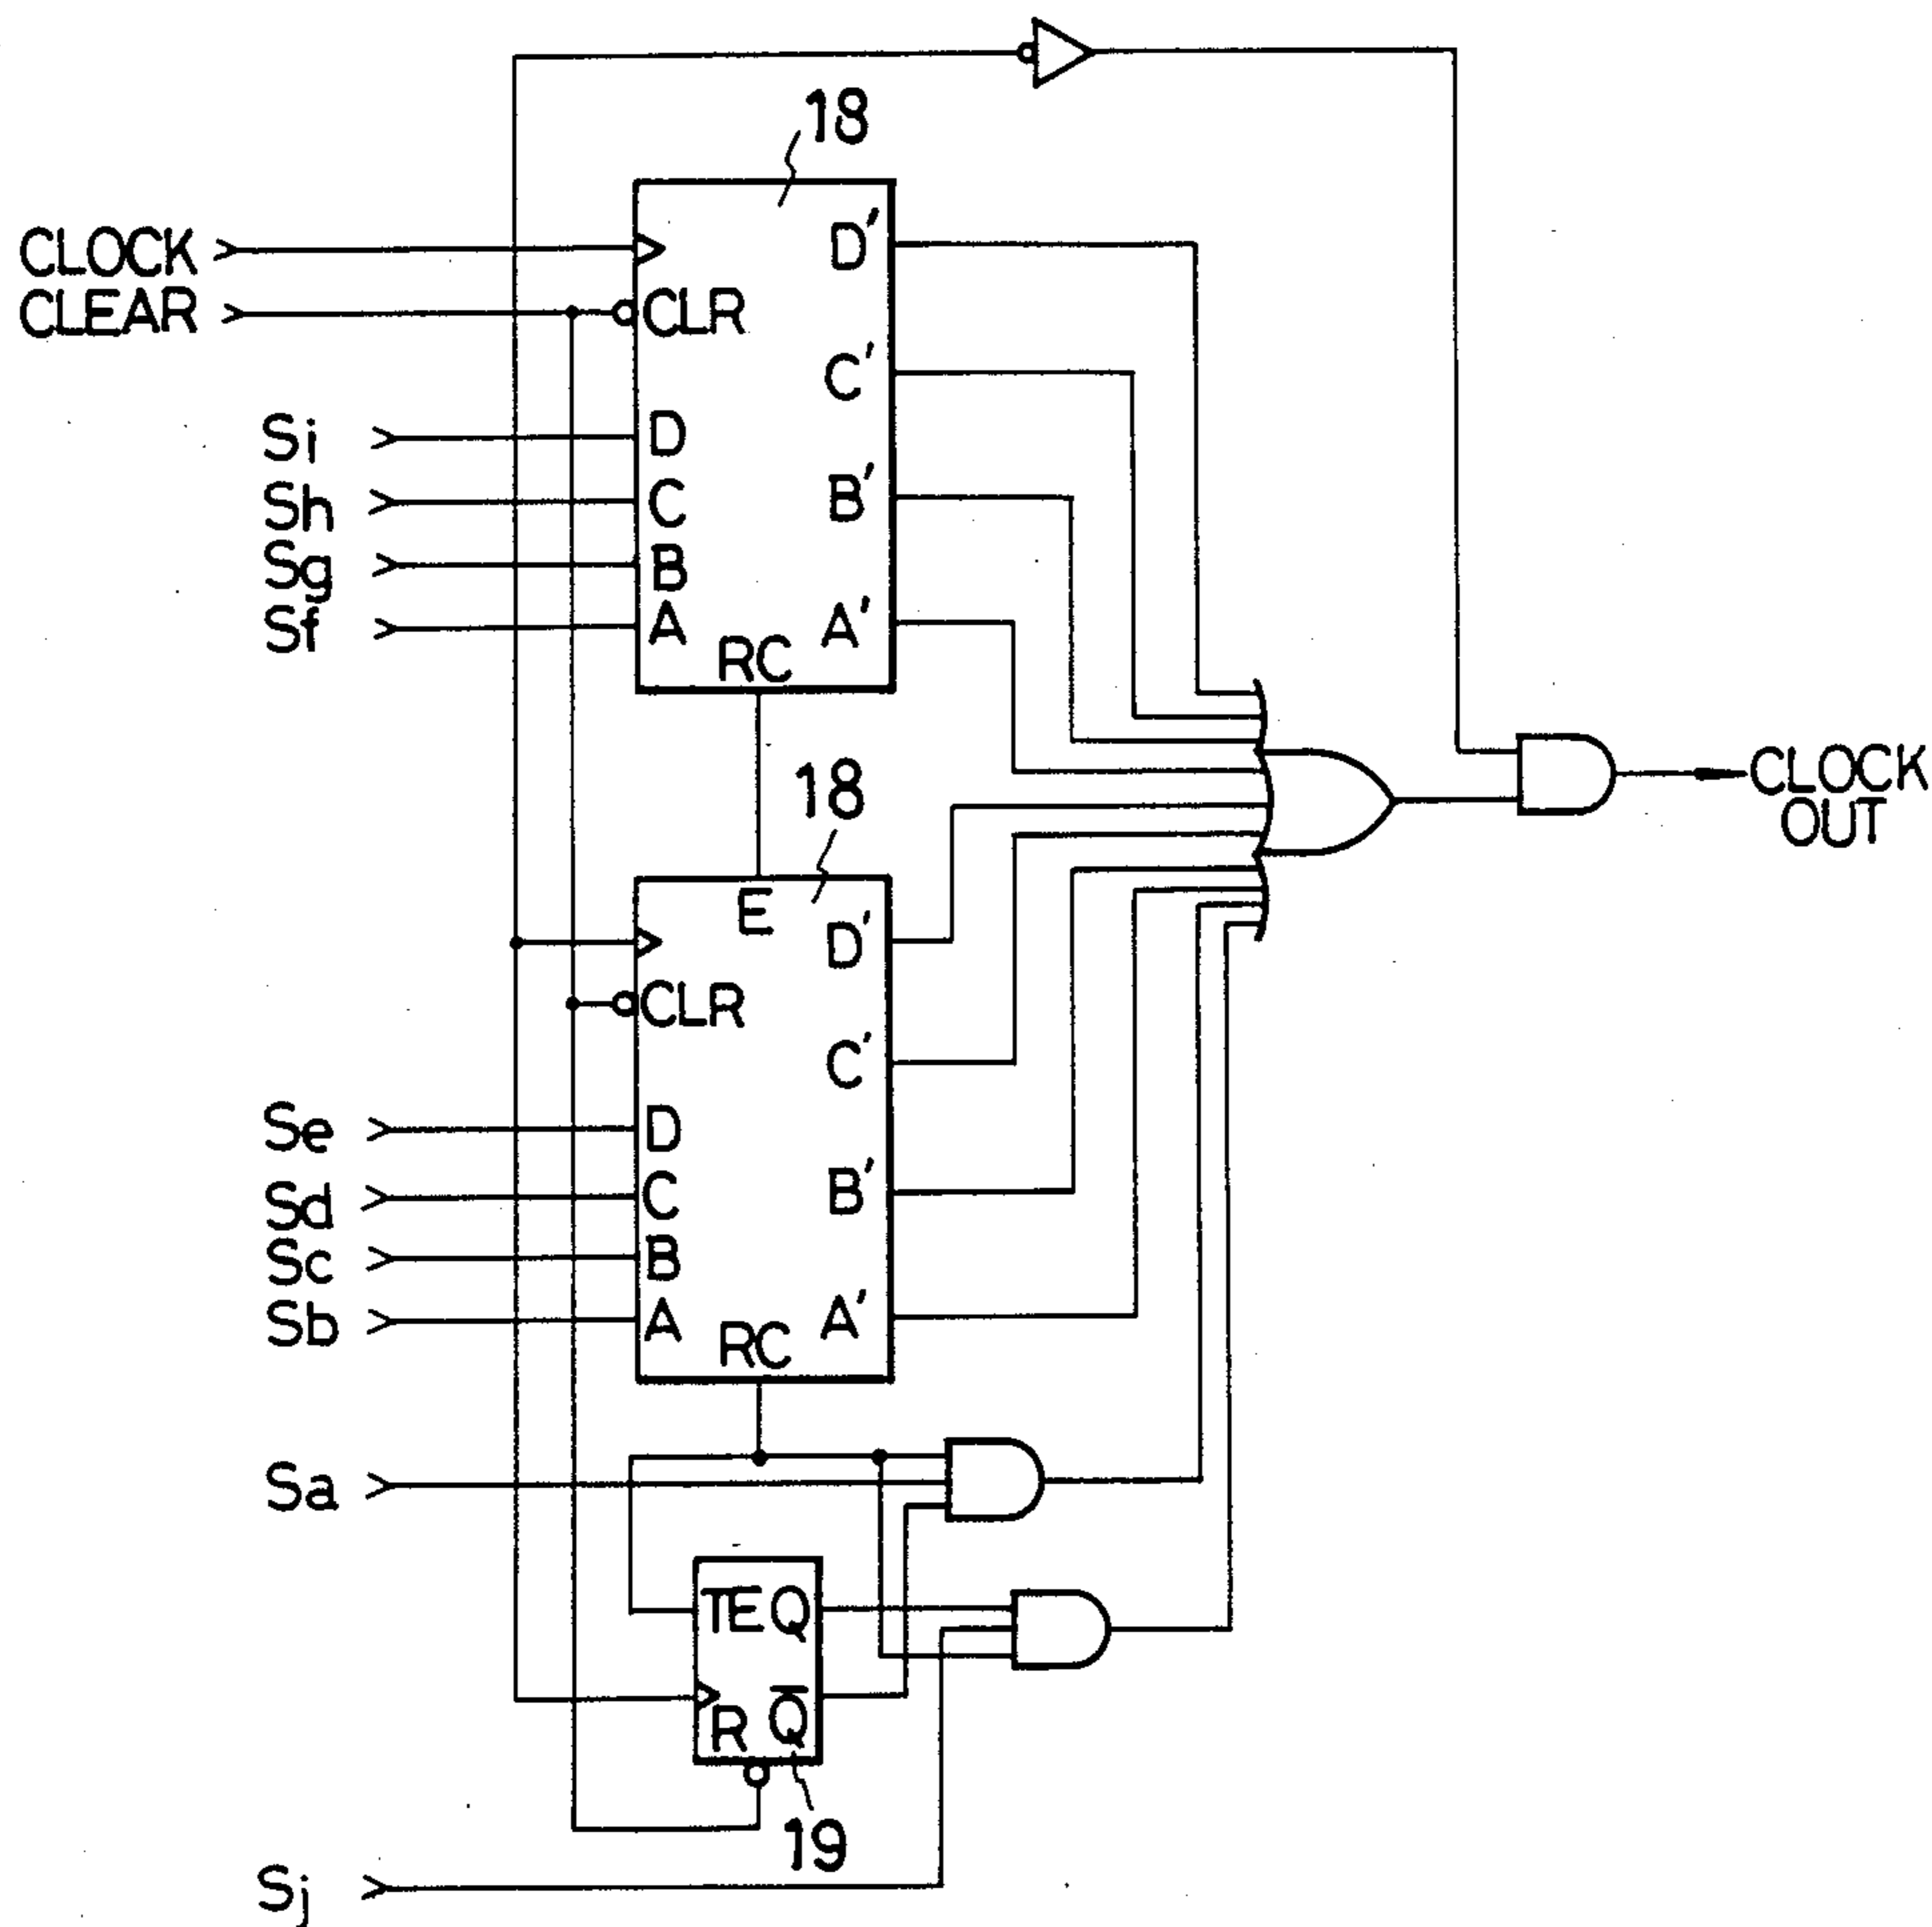 18
CLOCK
CLEAR
D'
CLR
C'
Si
D
Sh
C
B'
Sg
B
Sf
A
A'
RC
18
CLOCK
OUT
E
D'
CLR
C'
Se
D
Sd
C
B'
Sc
B
Sb
A
A'
RC
Sa
TE Q
R Q̅
19
Sj